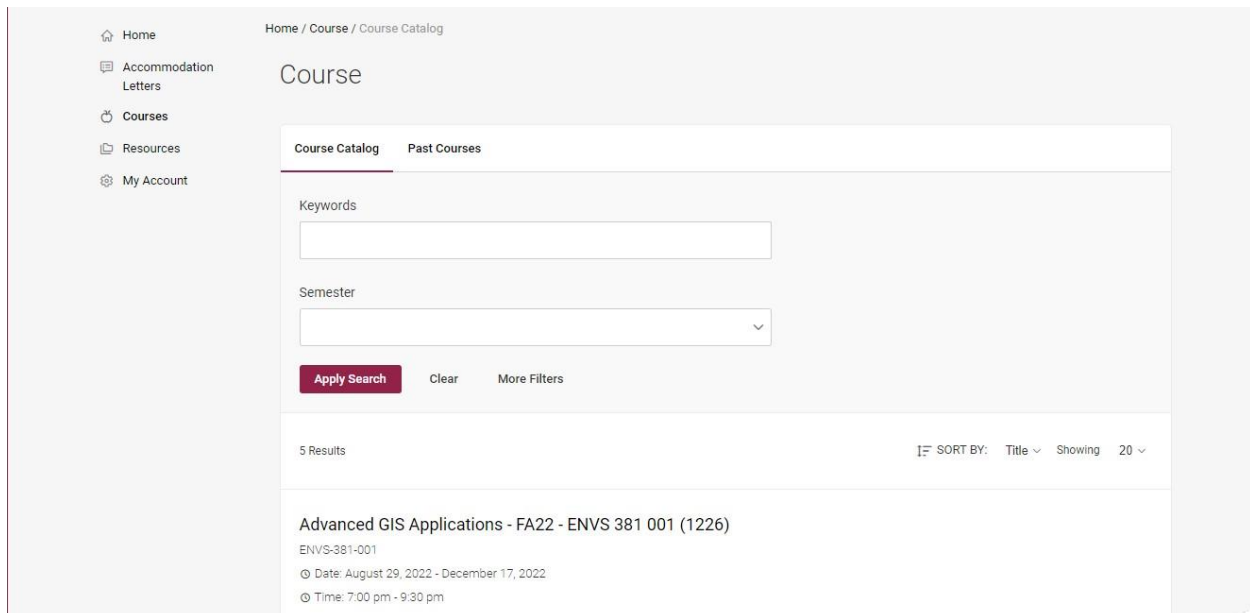 Home
Accommodation
Letters
Courses
Resources
My Account
Home / Course / Course Catalog
Course
Course Catalog Past Courses
Keywords
Semester
Apply Search Clear More Filters
5 Results SORT BY: Title Showing 20
Advanced GIS Applications - FA22 - ENVS 381 001 (1226)
ENVS-381-001
Date: August 29, 2022 - December 17, 2022
Time: 7:00 pm - 9:30 pm